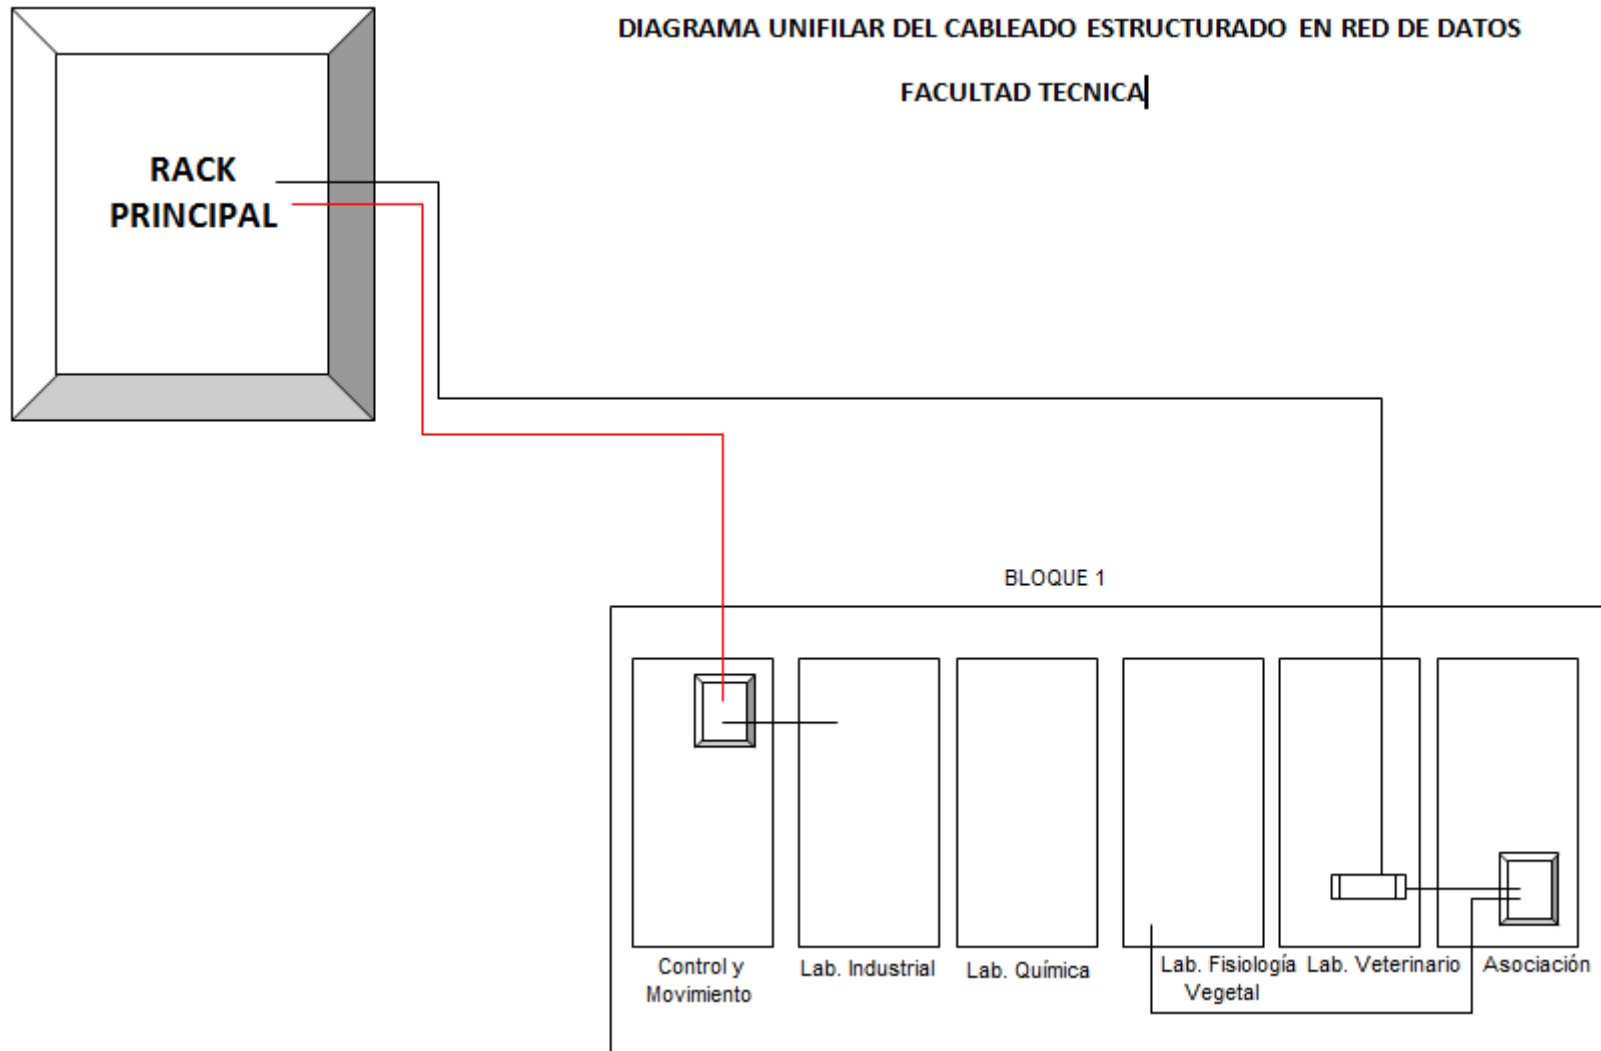 DIAGRAMA UNIFILAR DEL CABLEADO ESTRUCTURADO EN RED DE DATOS
FACULTAD TECNICA
RACK
PRINCIPAL
BLOQUE 1
Control y
Movimiento
Lab. Industrial
Lab. Química
Lab. Fisiología
Vegetal
Lab. Veterinario
Asociación